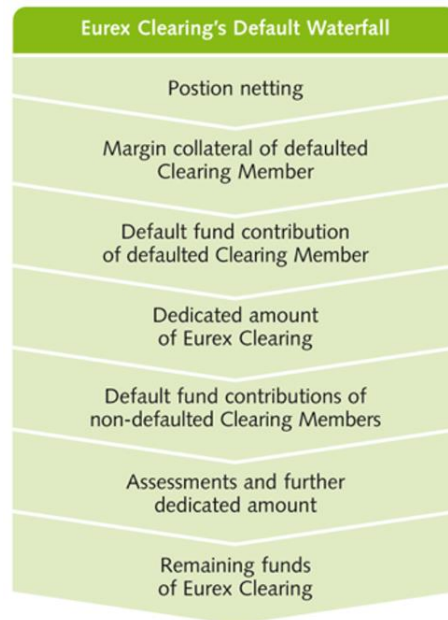 Eurex Clearing's Default Waterfall
Postion netting
Margin collateral of defaulted
Clearing Member
Default fund contribution
of defaulted Clearing Member
Dedicated amount
of Eurex Clearing
Default fund contributions of
non-defaulted Clearing Members
Assessments and further
dedicated amount
Remaining funds
of Eurex Clearing